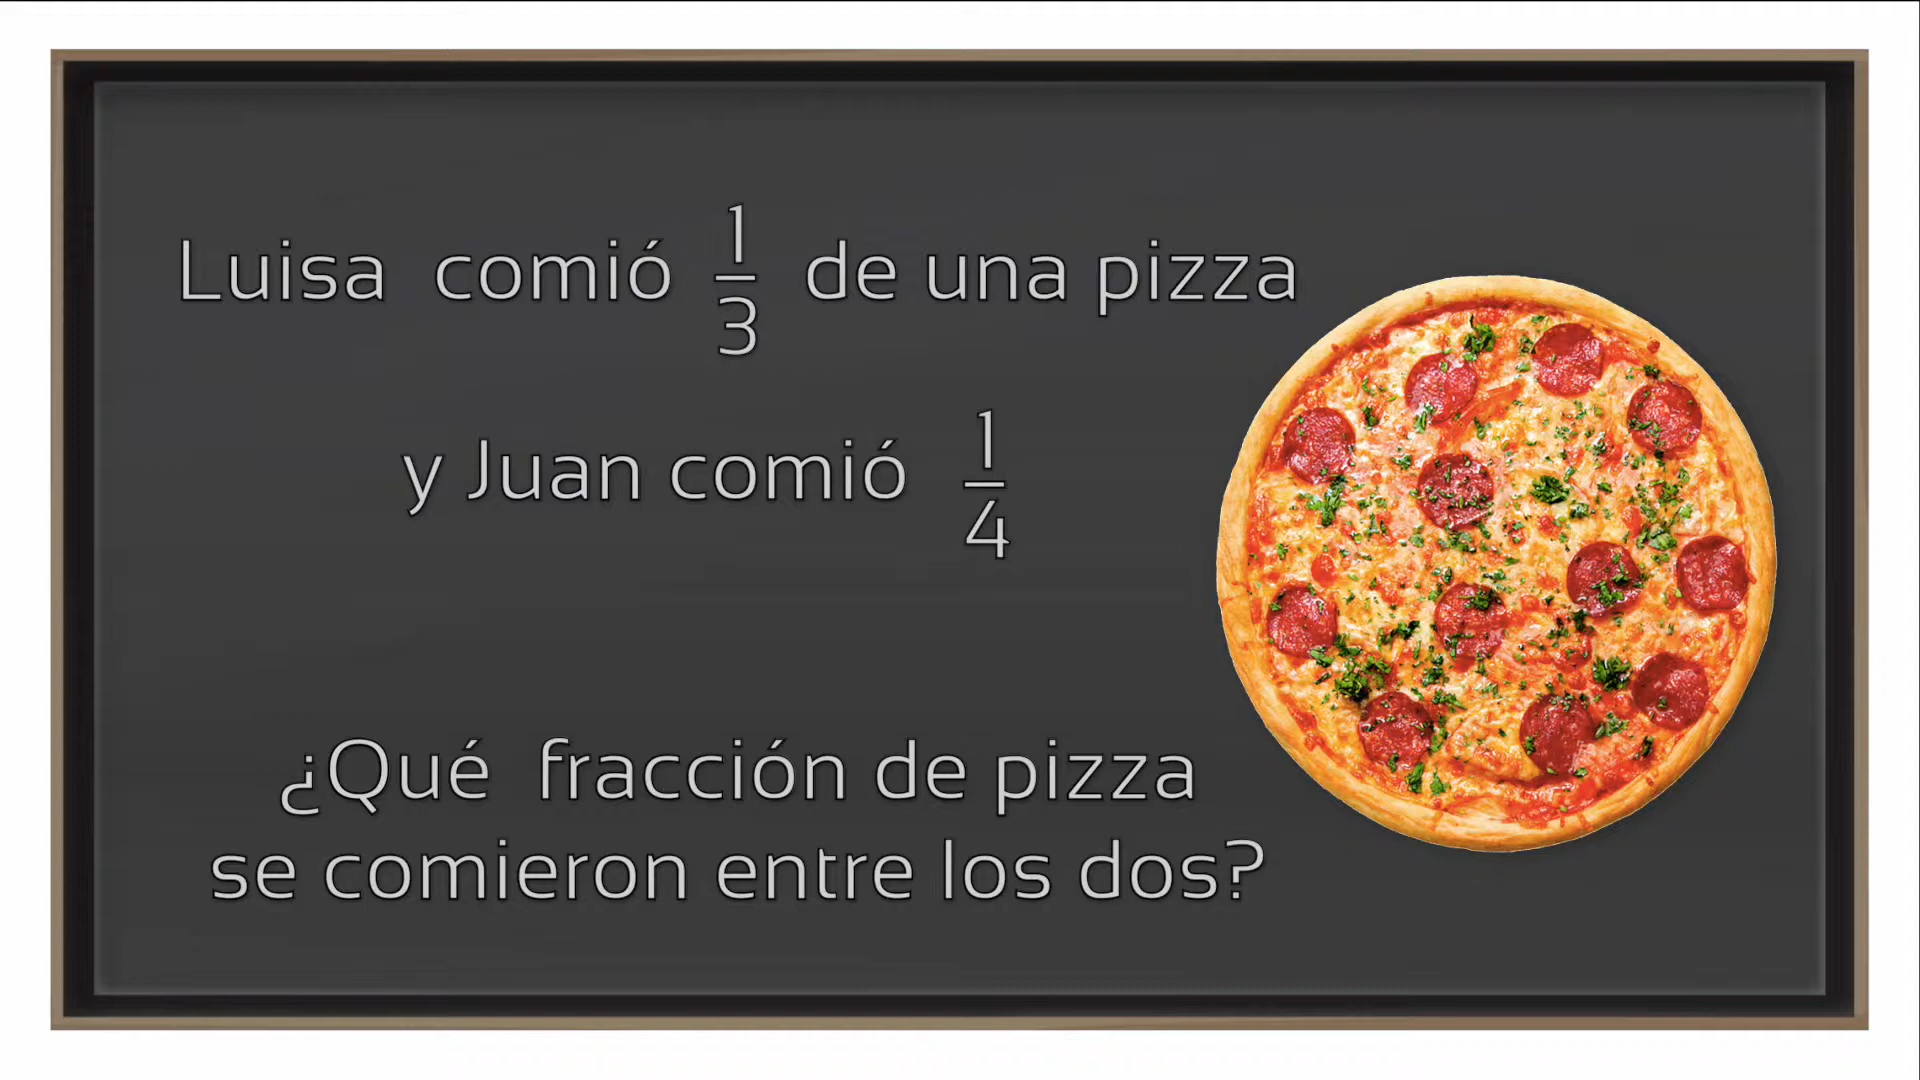 Luisa comió 1/3 de una pizza
y Juan comió 1/4
¿Qué fracción de pizza
se comieron entre los dos?